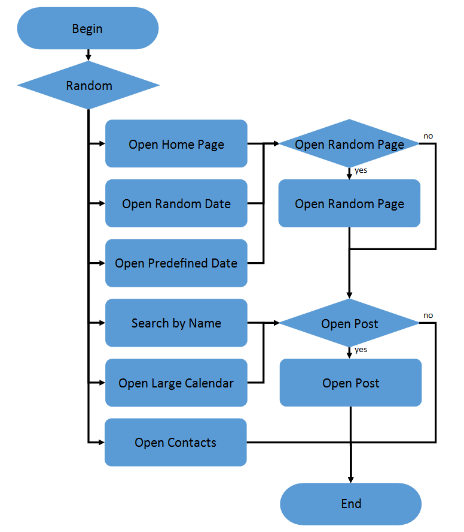 Begin
Random
Open Home Page
Open Random Page
no
yes
Open Random Date
Open Random Page
Open Predefined Date
Search by Name
Open Post
no
yes
Open Large Calendar
Open Post
Open Contacts
End